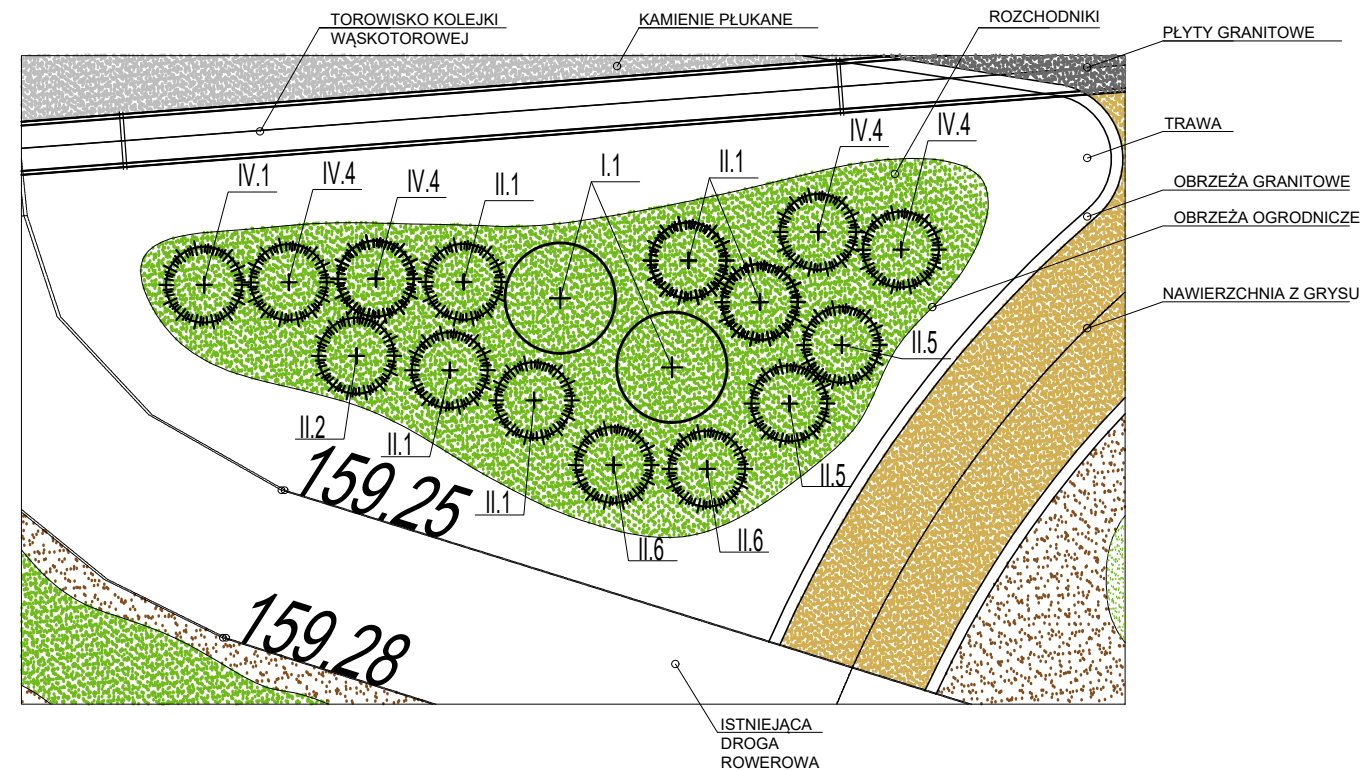 TOROWISKO KOLEJKI
WĄSKOTOROWEJ
KAMIENIE PŁUKANE
ROZCHODNIKI
PŁYTY GRANITOWE
TRAWA
OBRZEŻA GRANITOWE
OBRZEŻA OGRODNICZE
NAWIERZCHNIA Z GRYSU
IV.1
IV.4
IV.4
II.1
I.1
II.1
IV.4
IV.4
II.5
II.2
II.1
II.1
II.5
II.6
II.6
159.25
159.28
ISTNIEJĄCA
DROGA
ROWEROWA